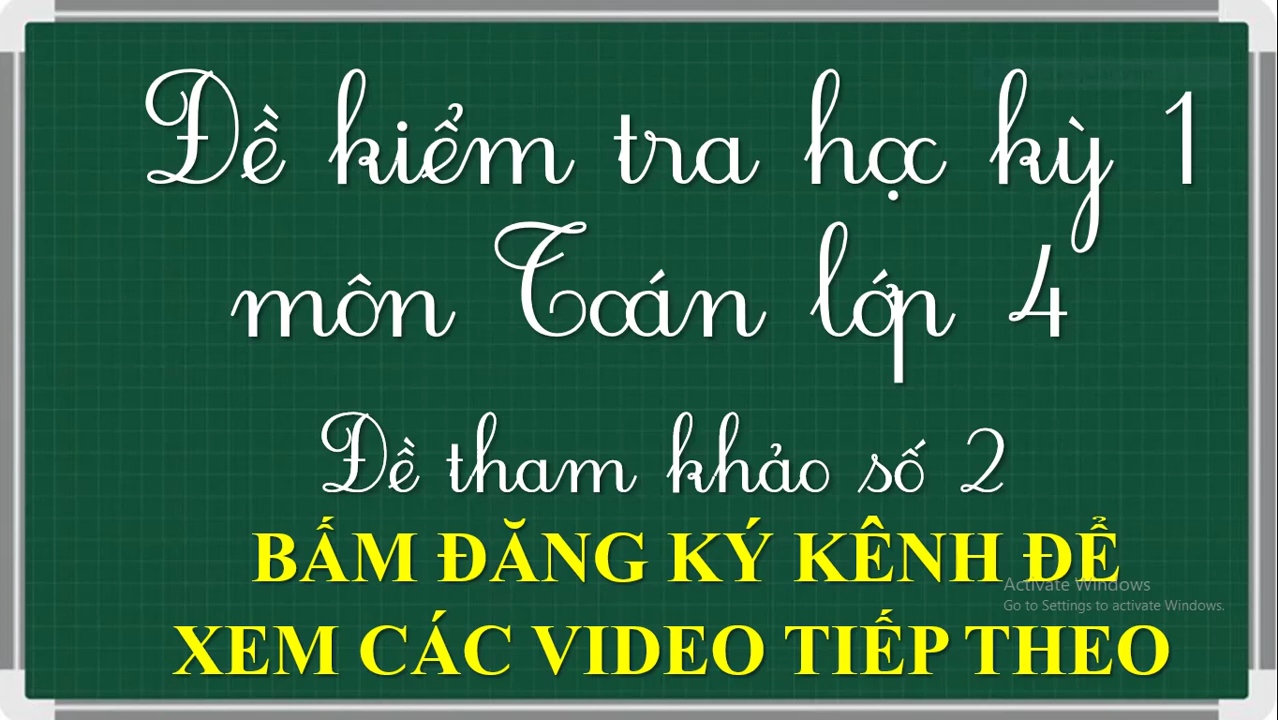 Đề kiểm tra học kỳ 1
môn Toán lớp 4
Đề tham khảo số 2
BẤM ĐĂNG KÝ KÊNH ĐỂ
XEM CÁC VIDEO TIẾP THEO
Activate Windows
Go to Settings to activate Windows.